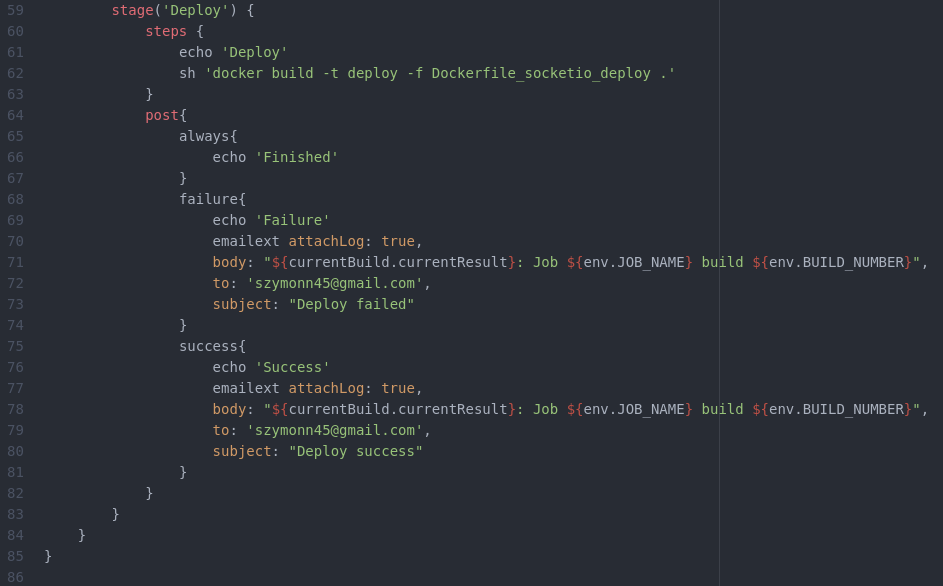 59         stage('Deploy') {
60             steps {
61                 echo 'Deploy'
62                 sh 'docker build -t deploy -f Dockerfile_socketio_deploy .'
63             }
64             post{
65                 always{
66                     echo 'Finished'
67                 }
68                 failure{
69                     echo 'Failure'
70                     emailext attachLog: true,
71                     body: "${currentBuild.currentResult}: Job ${env.JOB_NAME} build ${env.BUILD_NUMBER}",
72                     to: 'szymonn45@gmail.com',
73                     subject: "Deploy failed"
74                 }
75                 success{
76                     echo 'Success'
77                     emailext attachLog: true,
78                     body: "${currentBuild.currentResult}: Job ${env.JOB_NAME} build ${env.BUILD_NUMBER}",
79                     to: 'szymonn45@gmail.com',
80                     subject: "Deploy success"
81                 }
82             }
83         }
84     }
85 }
86